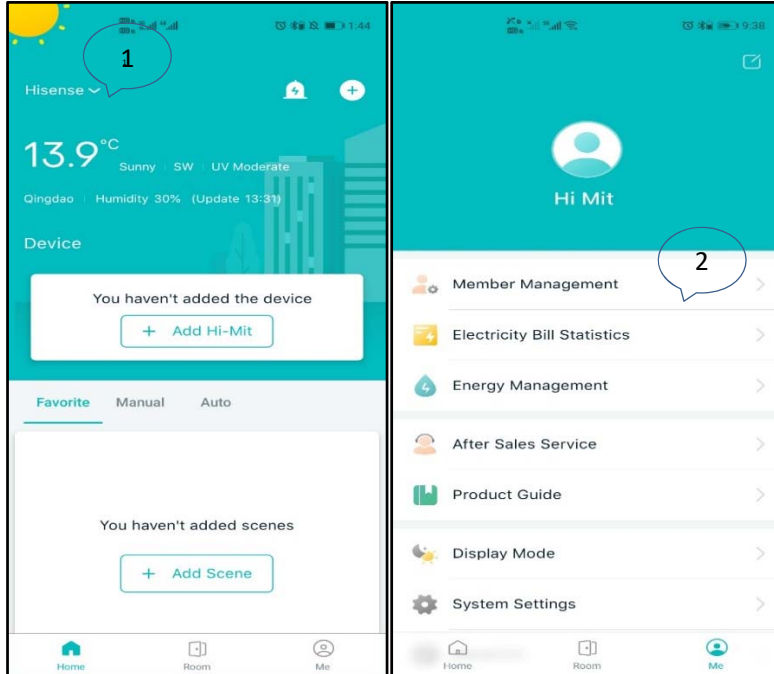 1:44
1
Hisense
13.9°C
Sunny SW UV Moderate
Qingdao Humidity 30% (Update 13:31)
Device
You haven't added the device
+ Add Hi-Mit
Favorite Manual Auto
You haven't added scenes
+ Add Scene
Home Room Me
9:38
Hi Mit
2
Member Management
Electricity Bill Statistics
Energy Management
After Sales Service
Product Guide
Display Mode
System Settings
Home Room Me